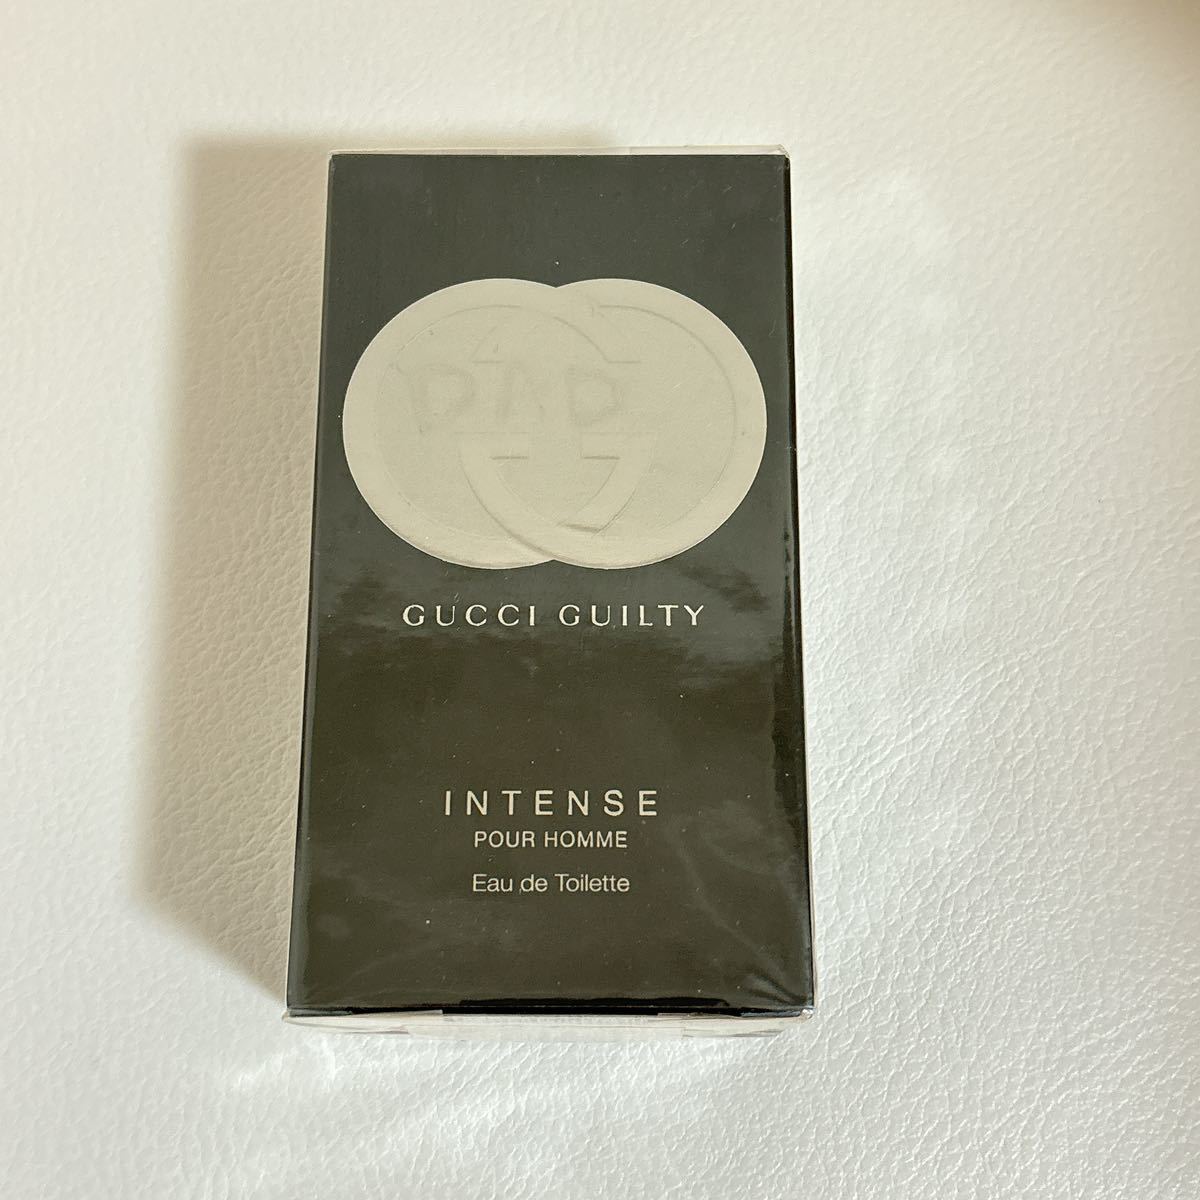 GUCCI GUILTY
INTENSE
POUR HOMME
Eau de Toilette